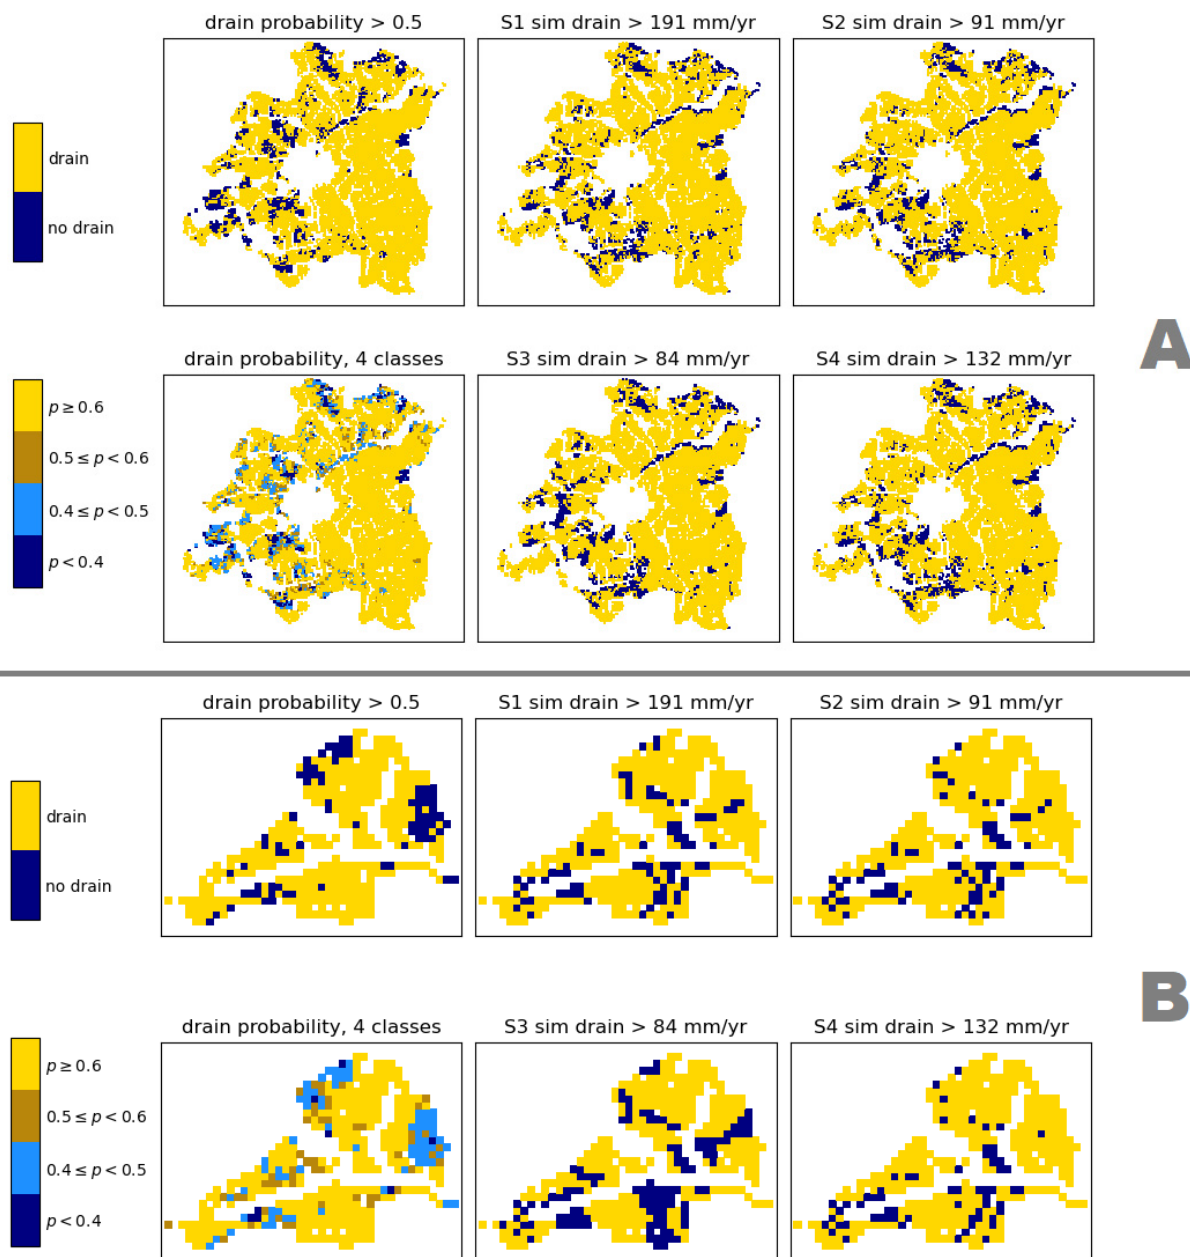 drain probability > 0.5
S1 sim drain > 191 mm/yr
S2 sim drain > 91 mm/yr
drain
no drain
A
drain probability, 4 classes
S3 sim drain > 84 mm/yr
S4 sim drain > 132 mm/yr
p ≥ 0.6
0.5 ≤ p < 0.6
0.4 ≤ p < 0.5
p < 0.4
drain probability > 0.5
S1 sim drain > 191 mm/yr
S2 sim drain > 91 mm/yr
drain
no drain
B
drain probability, 4 classes
S3 sim drain > 84 mm/yr
S4 sim drain > 132 mm/yr
p ≥ 0.6
0.5 ≤ p < 0.6
0.4 ≤ p < 0.5
p < 0.4